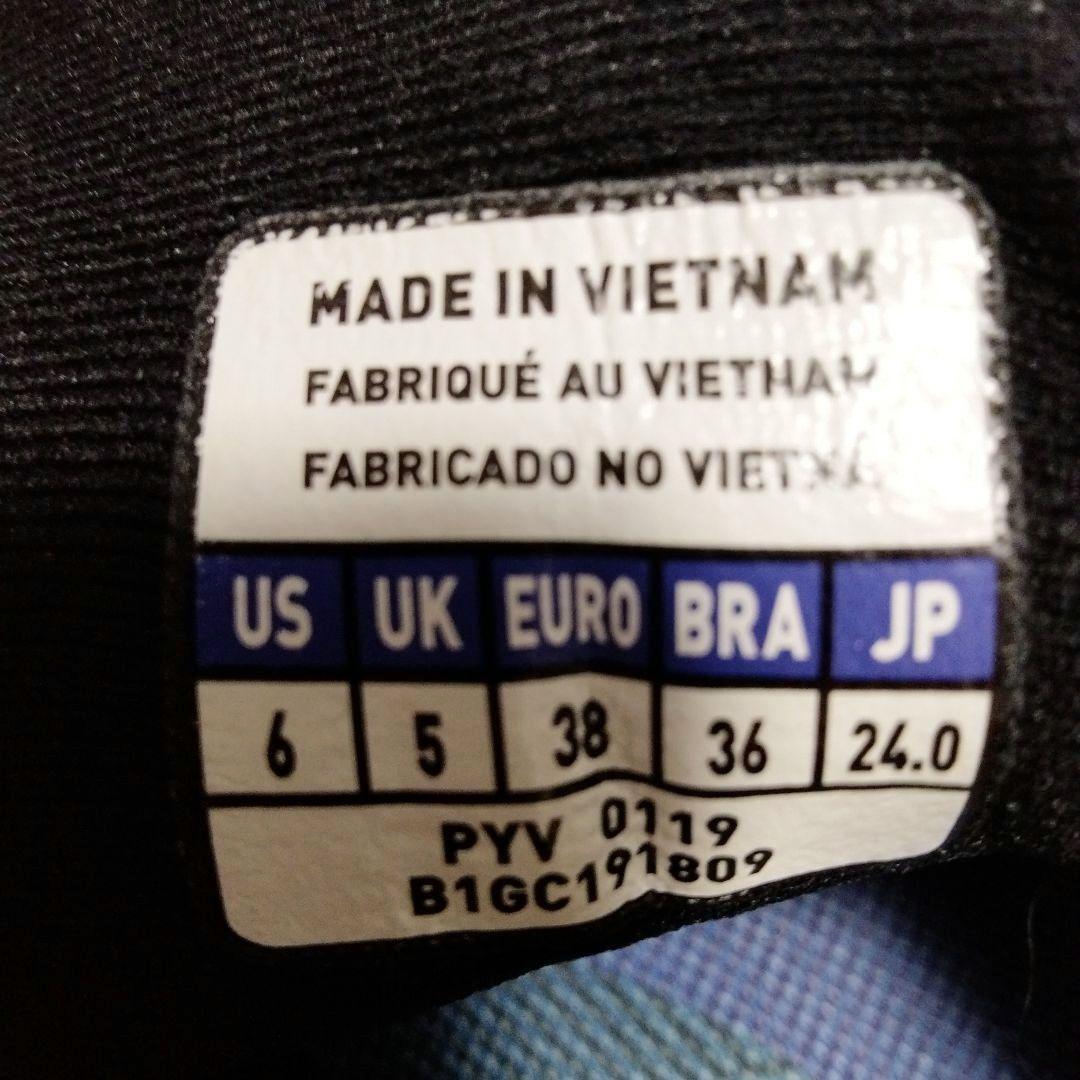 MADE IN VIETNAM
FABRIQUÉ AU VIETNAM
FABRICADO NO
US UK EURO BRA JP
6 5 38 36 24.0
PYV 0119
B1GC191809